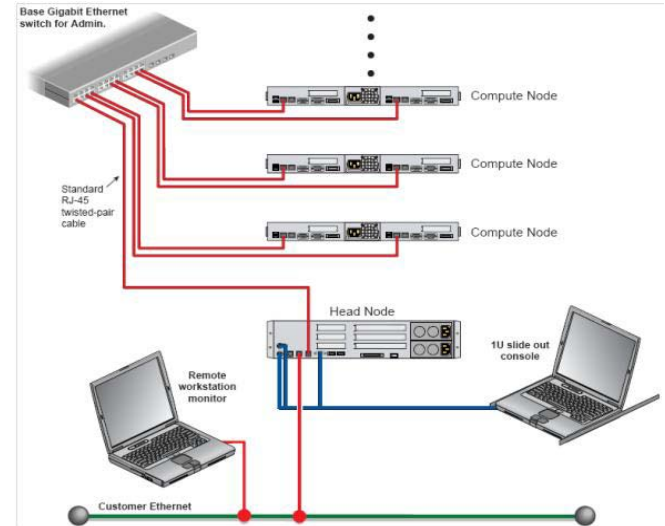 Base Gigabit Ethernet
switch for Admin.
Compute Node
Compute Node
Standard
RJ-45
twisted-pair
cable
Compute Node
Head Node
1U slide out
console
Remote
workstation
monitor
Customer Ethernet